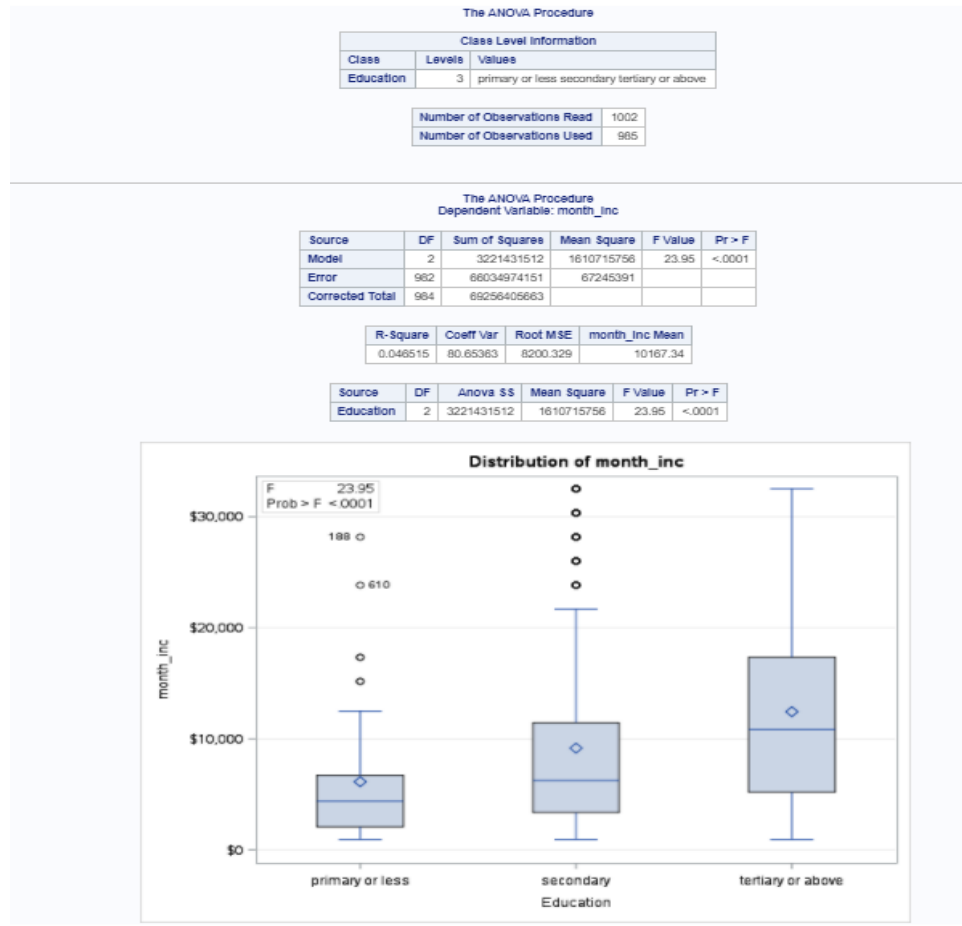 The ANOVA Procedure
Class Level Information
Class Levels Values
Education 3 primary or less secondary tertiary or above
Number of Observations Read 1002
Number of Observations Used 985
The ANOVA Procedure
Dependent Variable: month_inc
Source DF Sum of Squares Mean Square F Value Pr > F
Model 2 3221431512 1610715756 23.95 <.0001
Error 982 66034974151 67245391
Corrected Total 984 69256405663
R-Square Coeff Var Root MSE month_inc Mean
0.046515 80.65363 8200.329 10167.34
Source DF Anova SS Mean Square F Value Pr > F
Education 2 3221431512 1610715756 23.95 <.0001
Distribution of month_inc
F 23.95
Prob > F <.0001
$30,000
188
610
$20,000
month_inc
$10,000
$0
primary or less secondary tertiary or above
Education